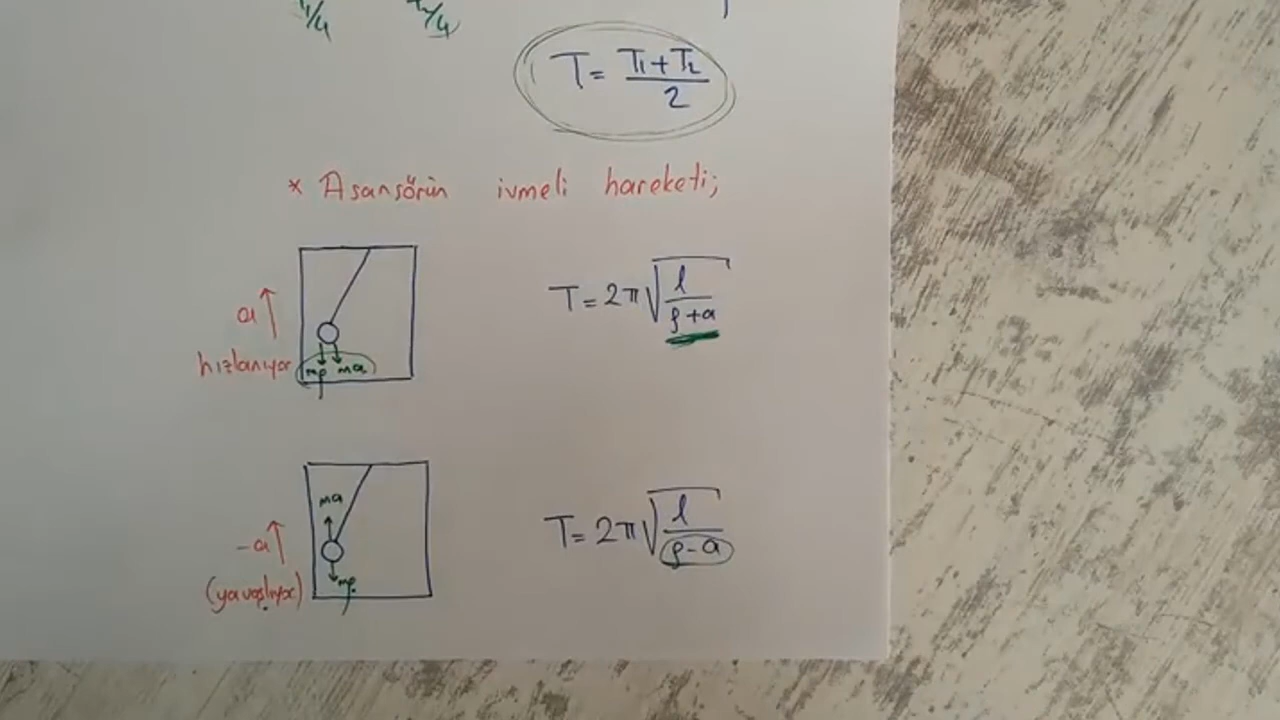 T = T₁+T₂ / 2
* Asansörün ivmeli hareketi;
a↑
hızlanıyor
mg ma
T = 2π√(l / g+a)
ma
-a↑
(yavaşlıyor)
mg
T = 2π√(l / g-a)